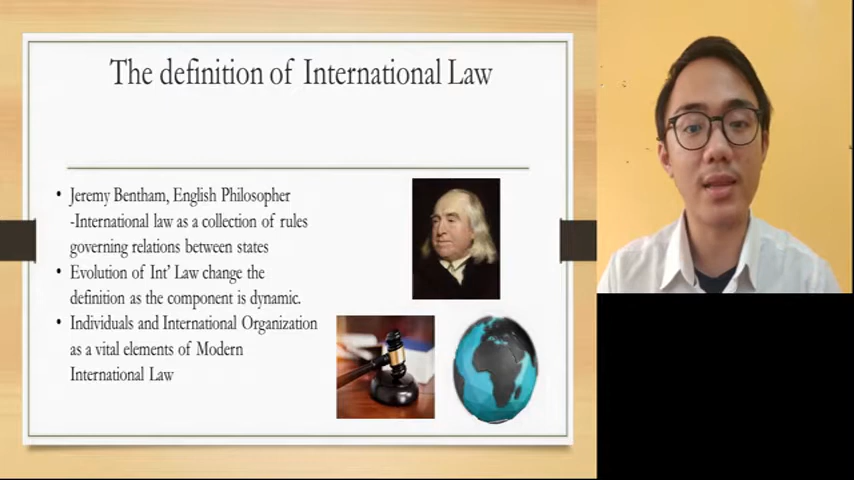 The definition of International Law
• Jeremy Bentham, English Philosopher
-International law as a collection of rules
governing relations between states
• Evolution of Int' Law change the
definition as the component is dynamic.
• Individuals and International Organization
as a vital elements of Modern
International Law